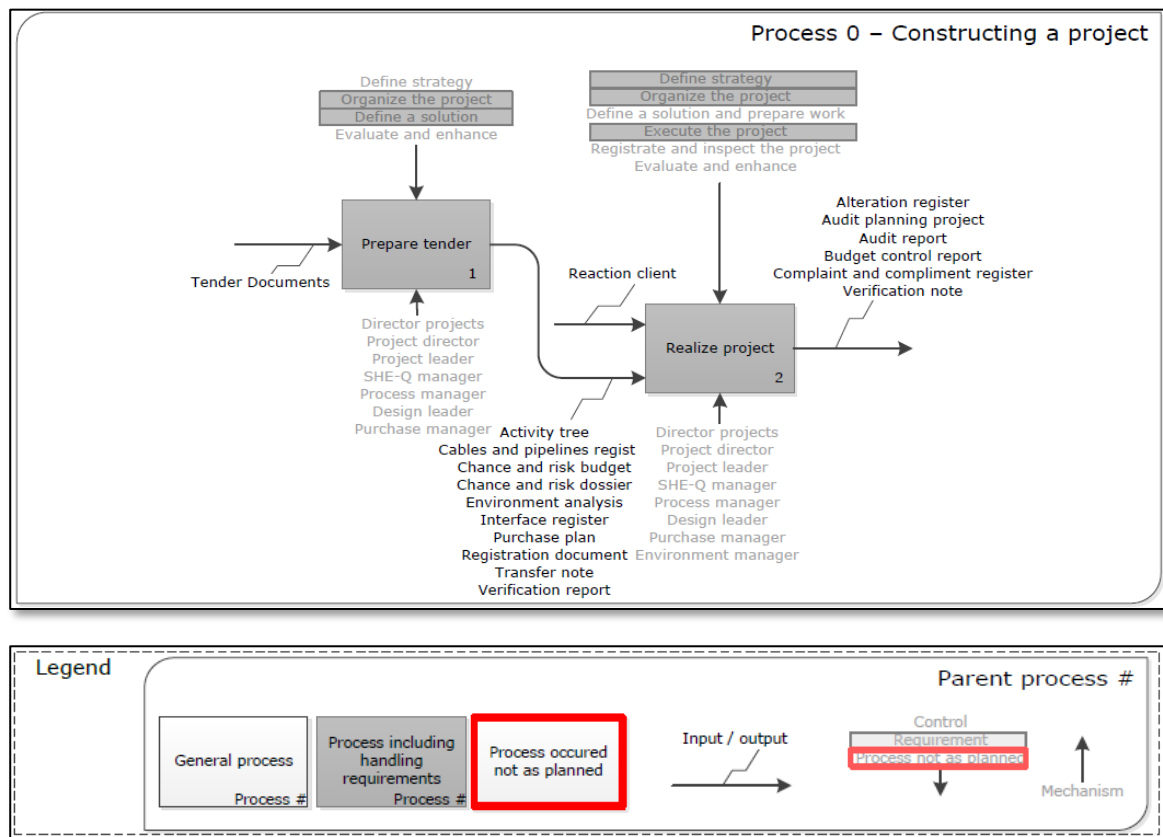 Process 0 – Constructing a project
Define strategy
Organize the project
Define a solution
Evaluate and enhance
Define strategy
Organize the project
Define a solution and prepare work
Execute the project
Registrate and inspect the project
Evaluate and enhance
Prepare tender
1
Tender Documents
Director projects
Project director
Project leader
SHE-Q manager
Process manager
Design leader
Purchase manager
Reaction client
Realize project
2
Alteration register
Audit planning project
Audit report
Budget control report
Complaint and compliment register
Verification note
Activity tree
Cables and pipelines regist
Chance and risk budget
Chance and risk dossier
Environment analysis
Interface register
Purchase plan
Registration document
Transfer note
Verification report
Director projects
Project director
Project leader
SHE-Q manager
Process manager
Design leader
Purchase manager
Environment manager
Legend
Parent process #
General process
Process #
Process including
handling
requirements
Process #
Process occured
not as planned
Input / output
Control
Requirement
Process not as planned
Mechanism